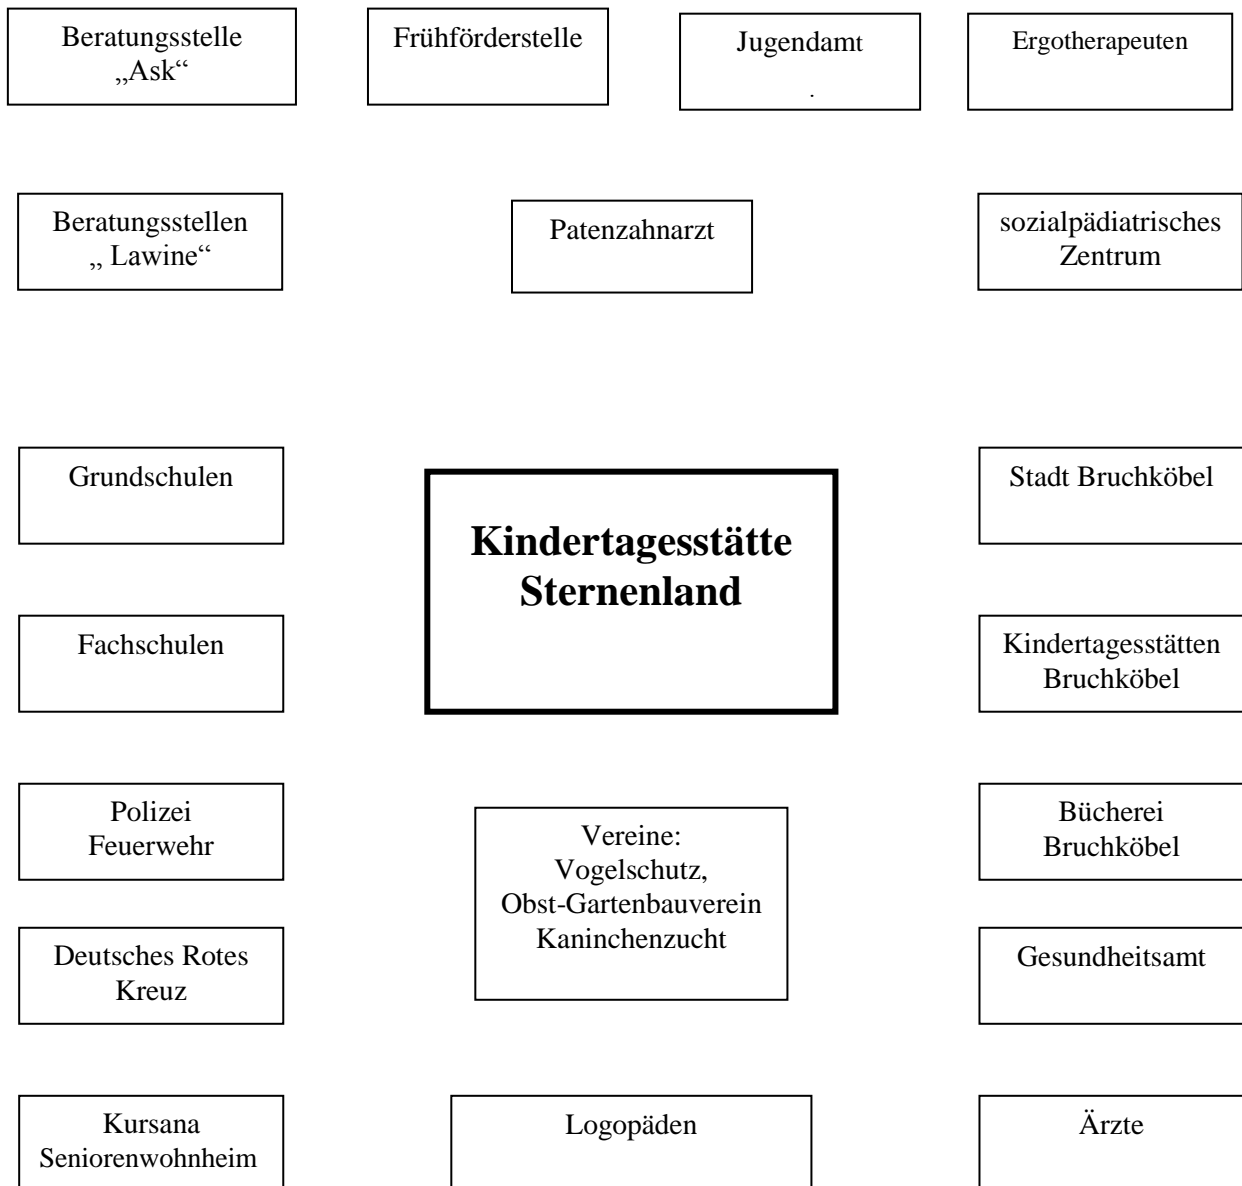 Beratungsstelle
„Ask“
Frühförderstelle
Jugendamt
.
Ergotherapeuten
Beratungsstellen
„ Lawine“
Patenzahnarzt
sozialpädiatrisches
Zentrum
Grundschulen
Kindertagesstätte
Sternenland
Stadt Bruchköbel
Fachschulen
Kindertagesstätten
Bruchköbel
Polizei
Feuerwehr
Vereine:
Vogelschutz,
Obst-Gartenbauverein
Kaninchenzucht
Bücherei
Bruchköbel
Deutsches Rotes
Kreuz
Gesundheitsamt
Kursana
Seniorenwohnheim
Logopäden
Ärzte